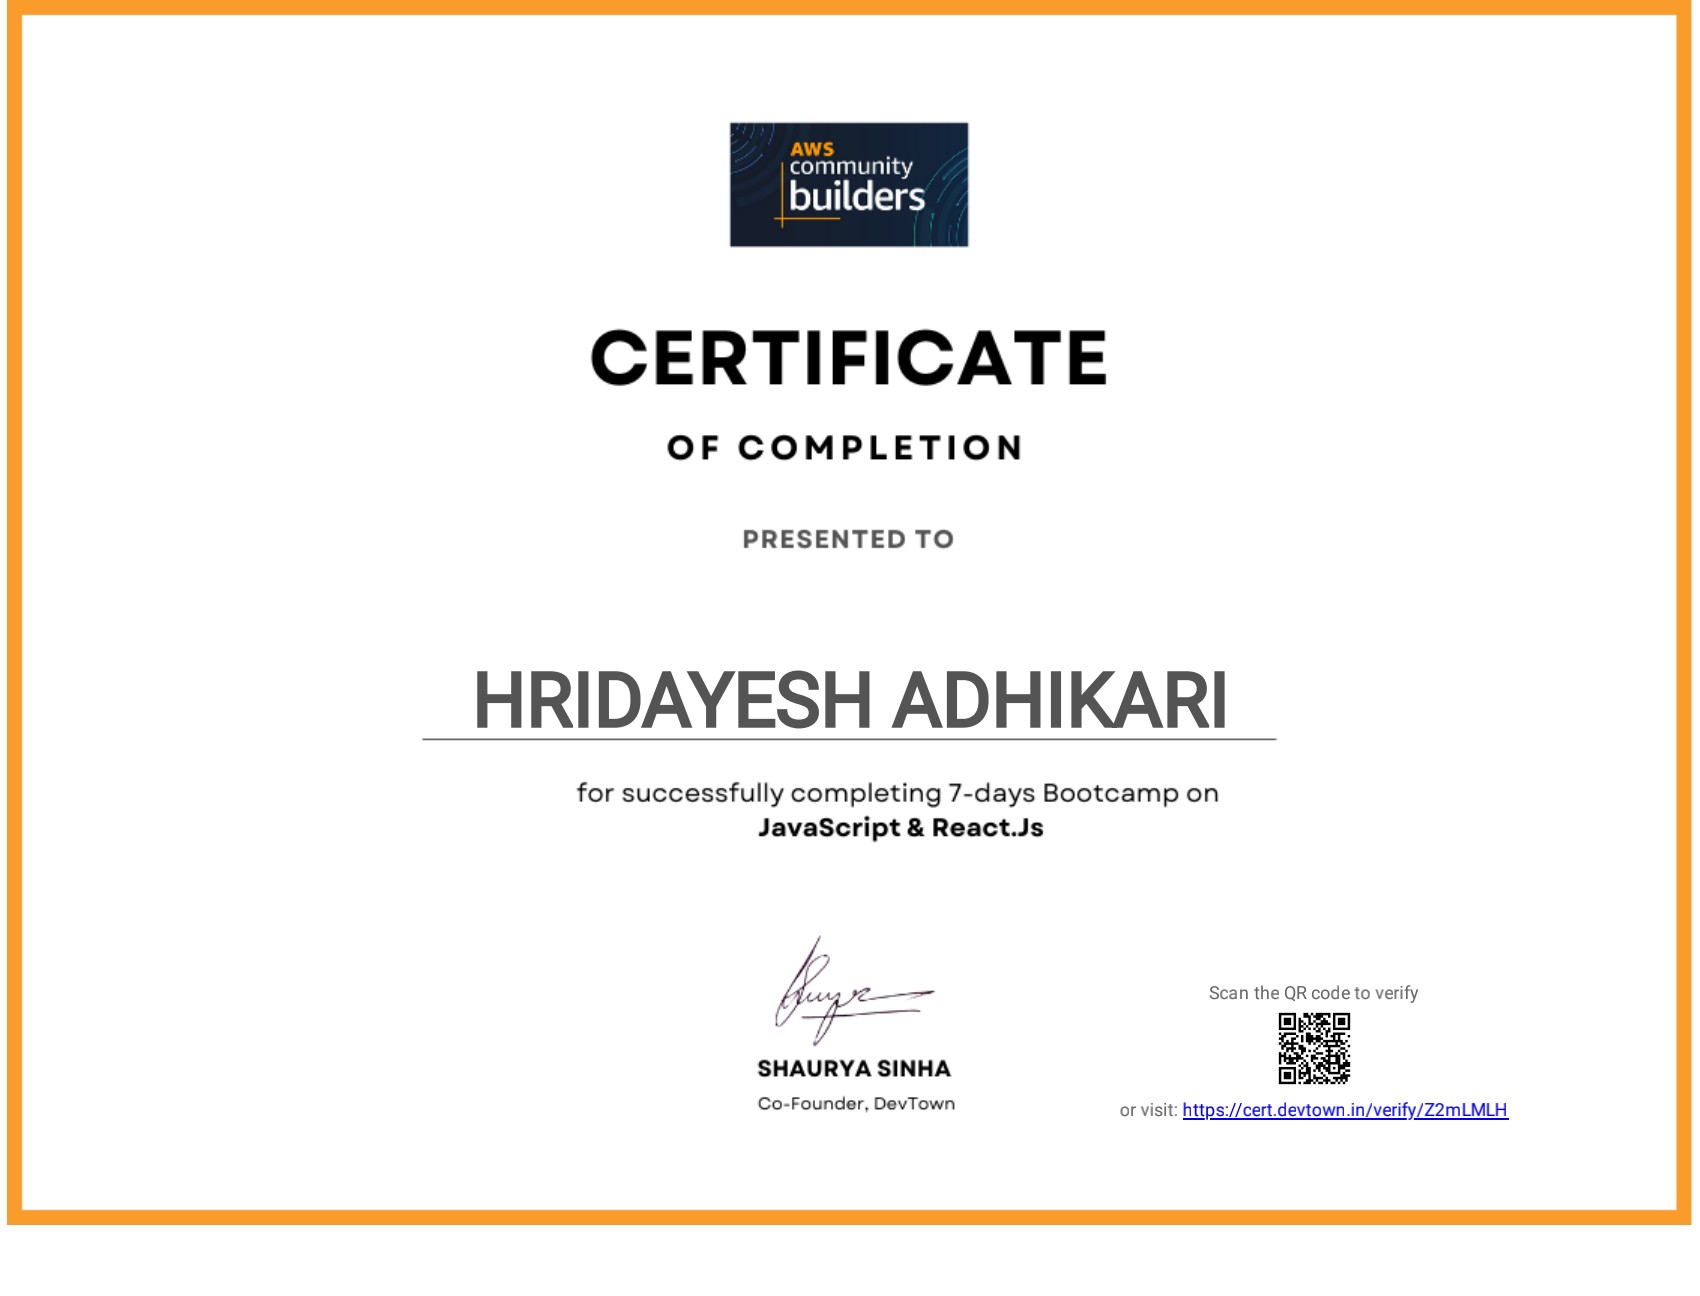 AWS
community
builders
CERTIFICATE
OF COMPLETION
PRESENTED TO
HRIDAYESH ADHIKARI
for successfully completing 7-days Bootcamp on
JavaScript & React.Js
SHAURYA SINHA
Co-Founder, DevTown
Scan the QR code to verify
or visit: https://cert.devtown.in/verify/Z2mLMLH